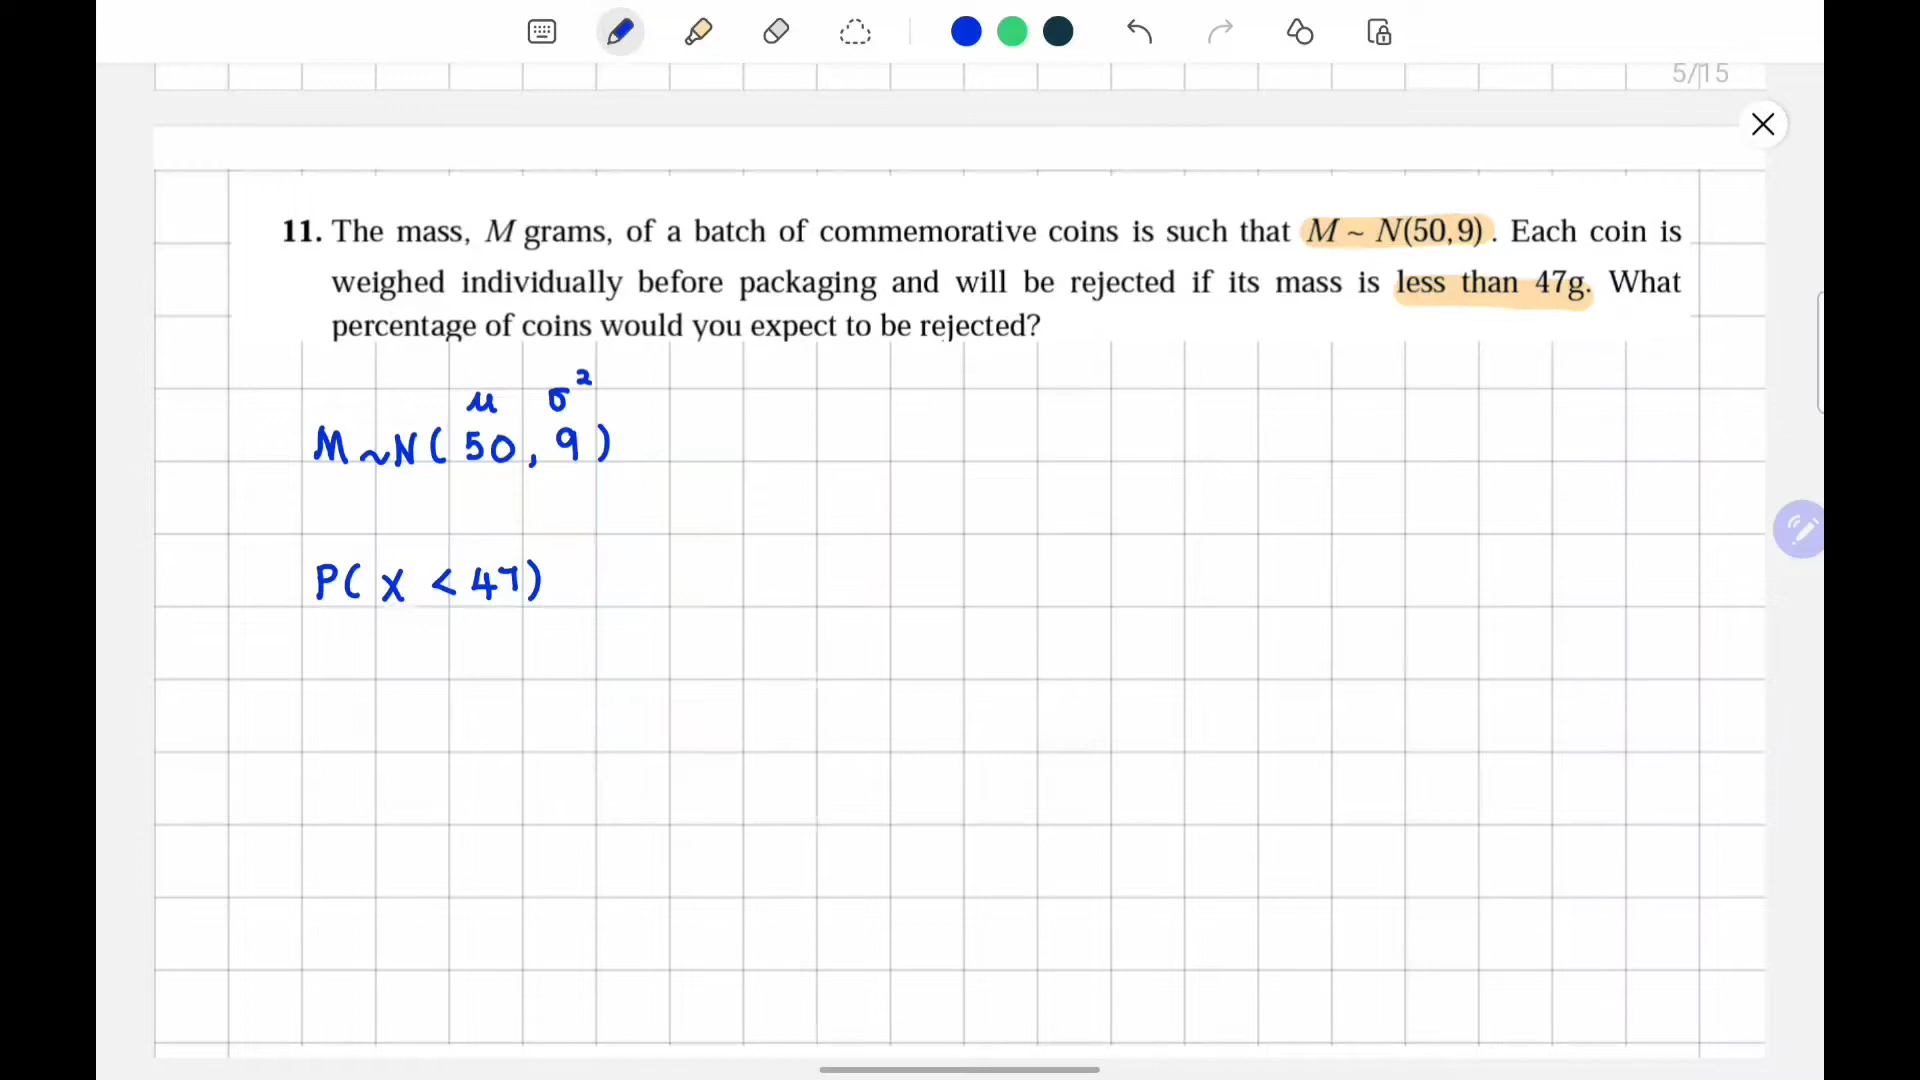 5/15
11. The mass, M grams, of a batch of commemorative coins is such that M ~ N(50,9). Each coin is
weighed individually before packaging and will be rejected if its mass is less than 47g. What
percentage of coins would you expect to be rejected?
μ σ²
M~N(50,9)
P(X < 47)